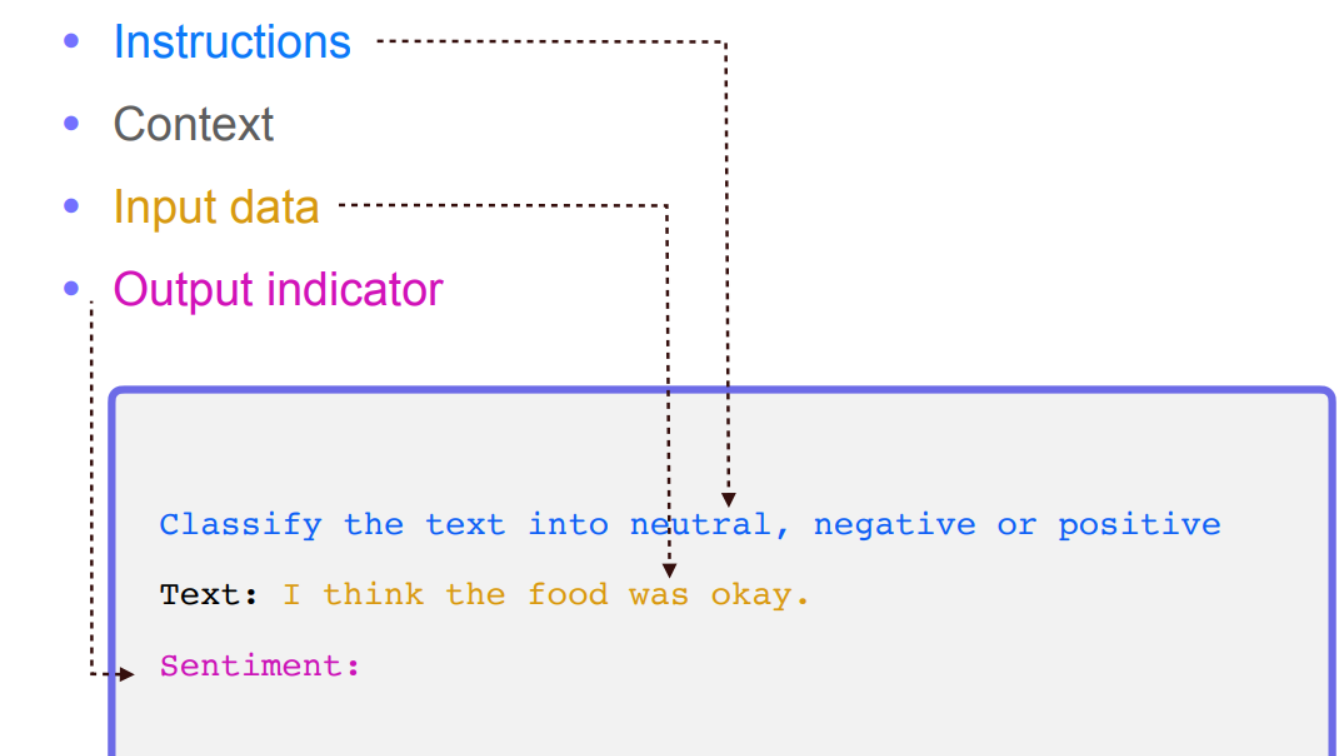 Instructions
Context
Input data
Output indicator
Classify the text into neutral, negative or positive
Text: I think the food was okay.
Sentiment: